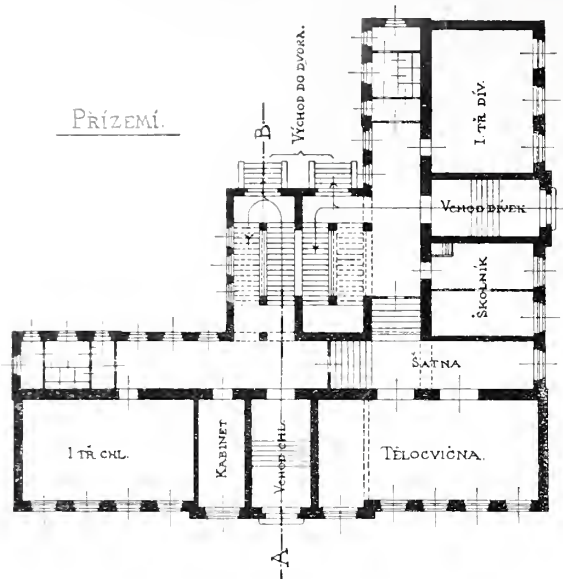 PŘÍZEMÍ.
B
VÝCHOD DO DVORA.
I. TŘ. DÍV.
VCHOD DÍVEK
ŠKOLNÍK
ŠATNA
I TŘ CHL.
KABINET
VCHOD CHL.
TĚLOCVIČNA.
A